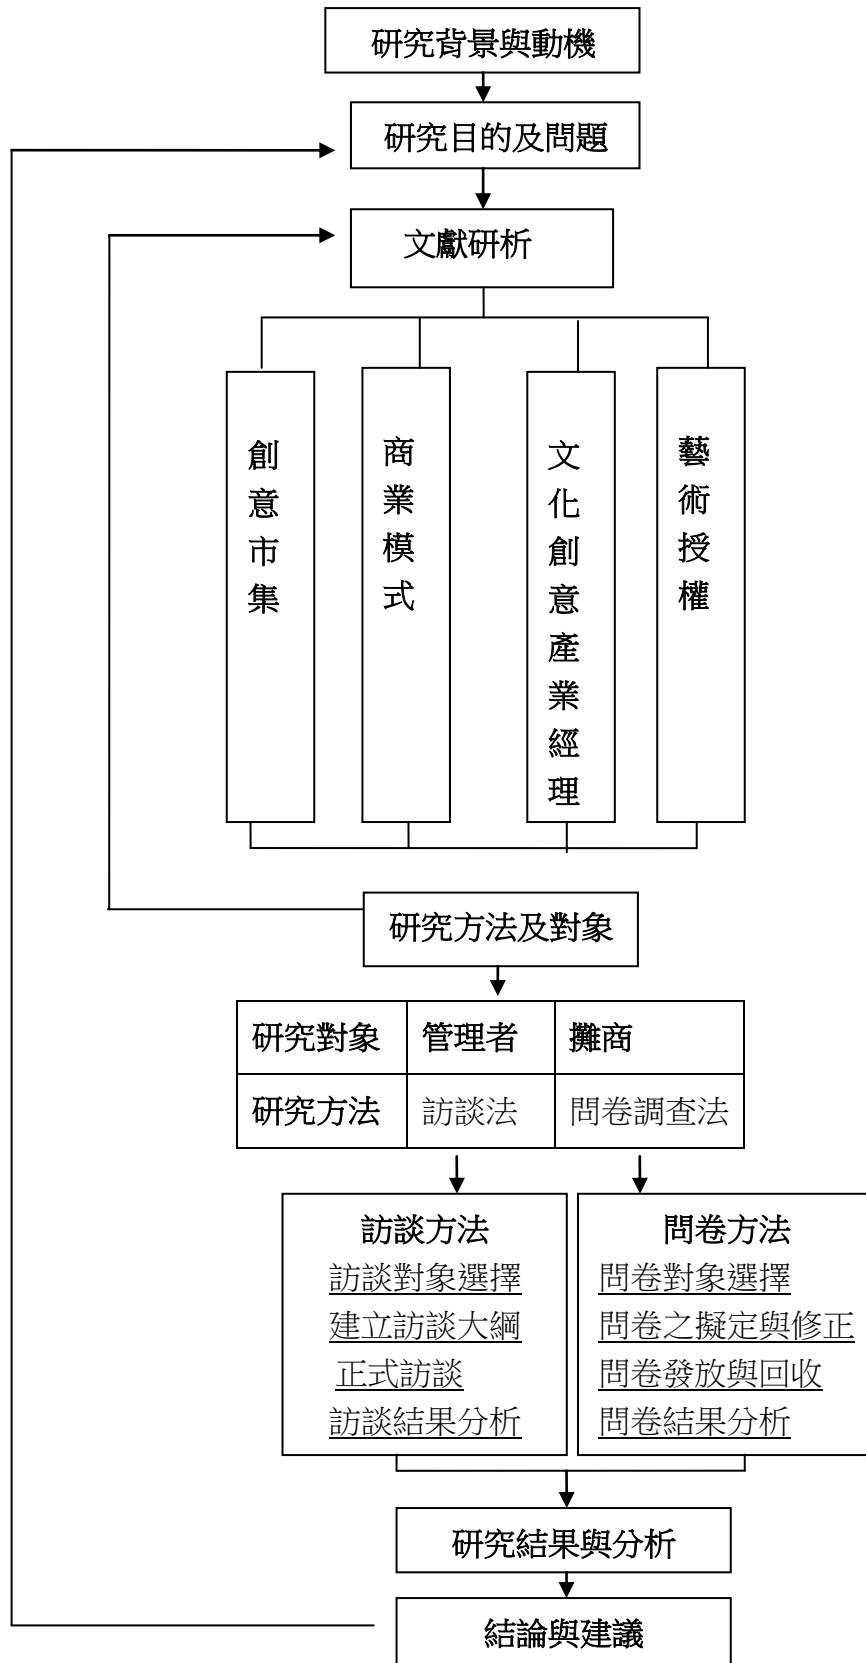 研究背景與動機
研究目的及問題
文獻研析
創意市集
商業模式
文化創意產業經理
藝術授權
研究方法及對象
研究對象 管理者 攤商
研究方法 訪談法 問卷調查法
訪談方法
訪談對象選擇
建立訪談大綱
正式訪談
訪談結果分析
問卷方法
問卷對象選擇
問卷之擬定與修正
問卷發放與回收
問卷結果分析
研究結果與分析
結論與建議